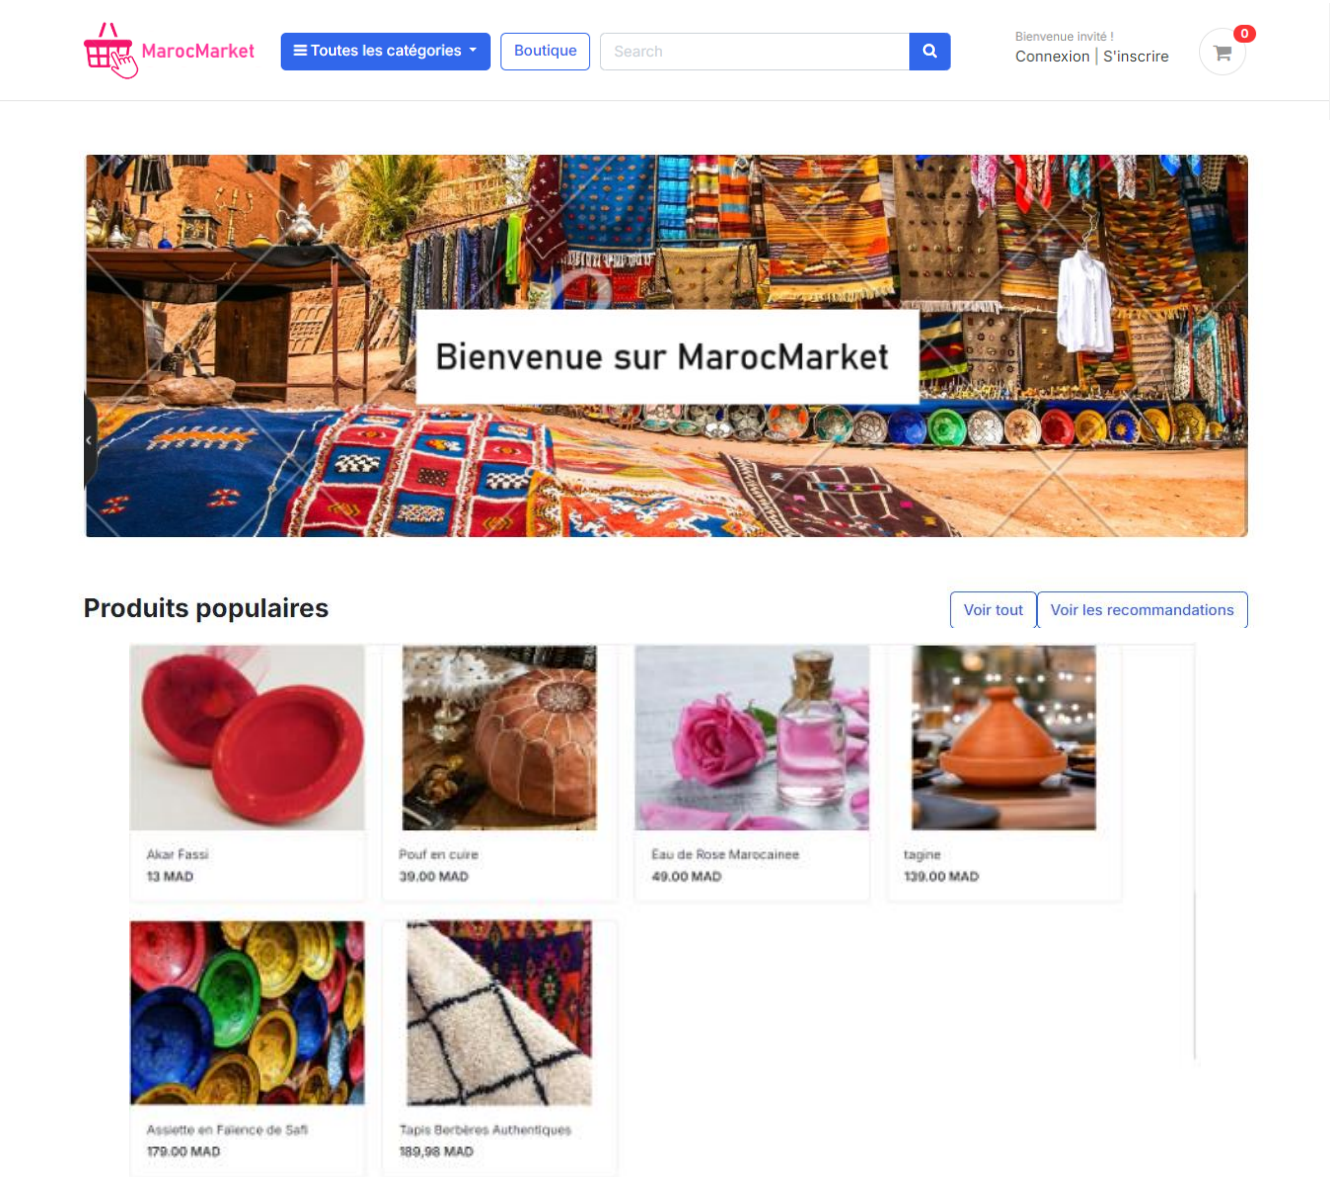 MarocMarket
Toutes les catégories
Boutique
Search
Bienvenue invité !
Connexion | S'inscrire
0
Bienvenue sur MarocMarket
Produits populaires
Voir tout
Voir les recommandations
Akar Fassi
13 MAD
Pouf en cuire
39.00 MAD
Eau de Rose Marocainee
49.00 MAD
tagine
139.00 MAD
Assiette en Faïence de Safi
179.00 MAD
Tapis Berbères Authentiques
189,98 MAD